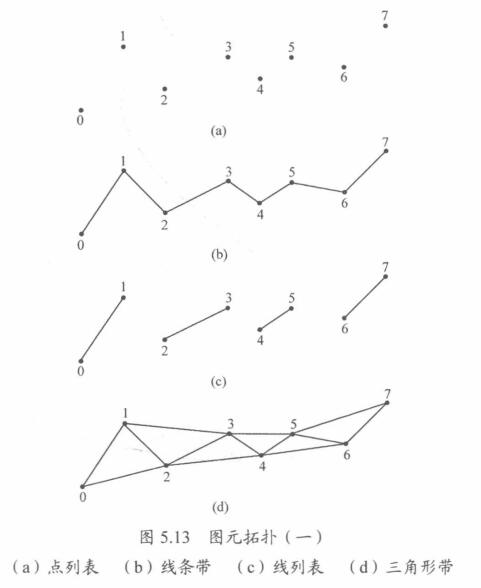 0 1 2 3 4 5 6 7
(a)
0 1 2 3 4 5 6 7
(b)
0 1 2 3 4 5 6 7
(c)
0 1 2 3 4 5 6 7
(d)
图 5.13 图元拓扑（一）
（a）点列表 （b）线条带 （c）线列表 （d）三角形带